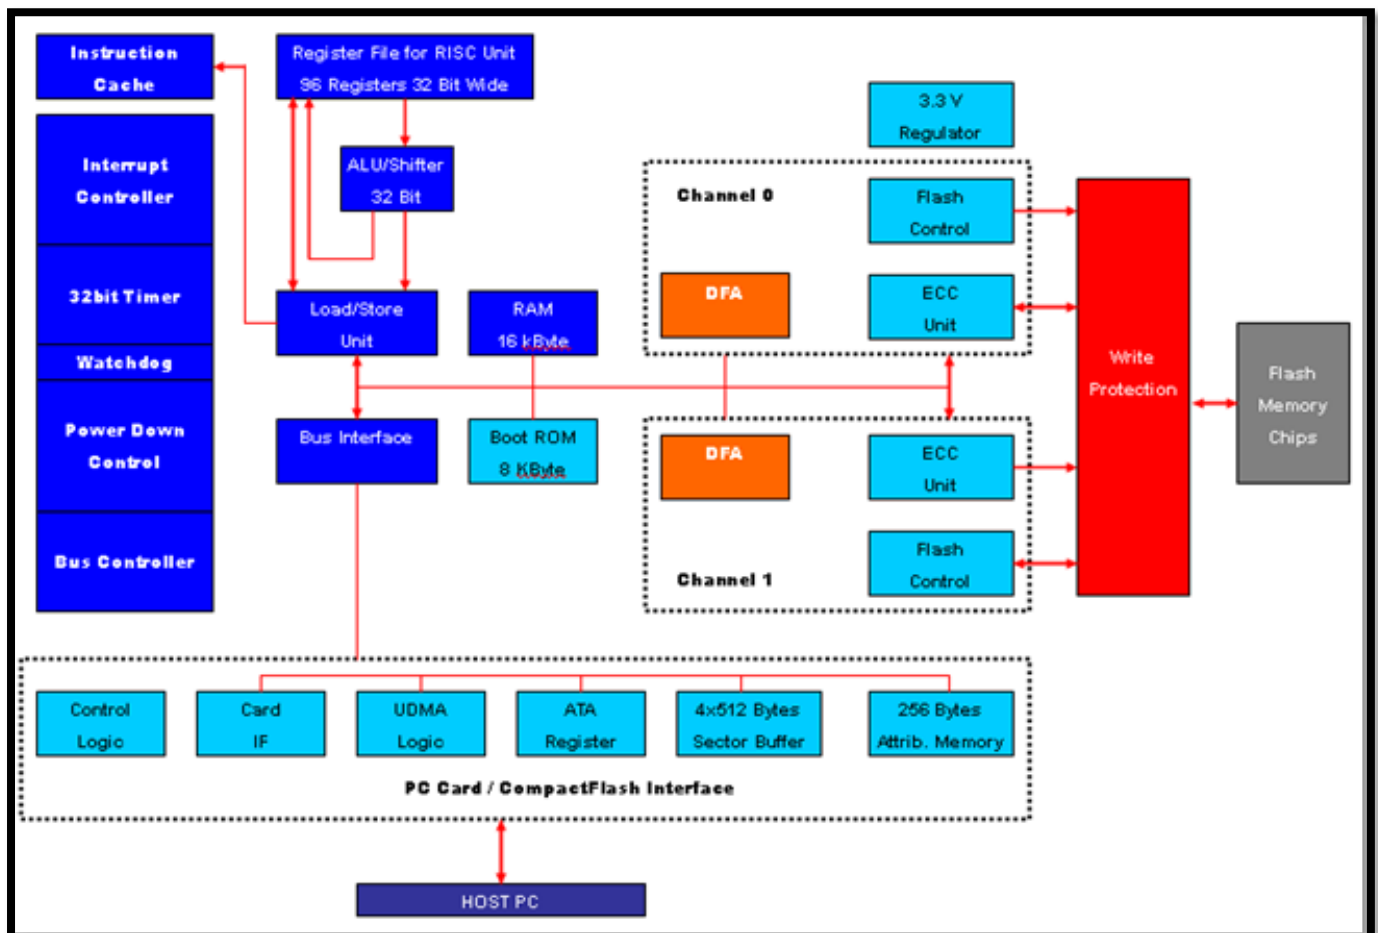 Instruction
Cache
Register File for RISC Unit
96 Registers 32 Bit Wide
3.3 V
Regulator
Interrupt
Controller
ALU/Shifter
32 Bit
Channel 0
Flash
Control
32bit Timer
Load/Store
Unit
RAM
16 kByte
DFA
ECC
Unit
Watchdog
Write
Protection
Flash
Memory
Chips
Power Down
Control
Bus Interface
Boot ROM
8 KByte
DFA
ECC
Unit
Bus Controller
Channel 1
Flash
Control
Control
Logic
Card
IF
UDMA
Logic
ATA
Register
4x512 Bytes
Sector Buffer
256 Bytes
Attrib. Memory
PC Card / CompactFlash Interface
HOST PC